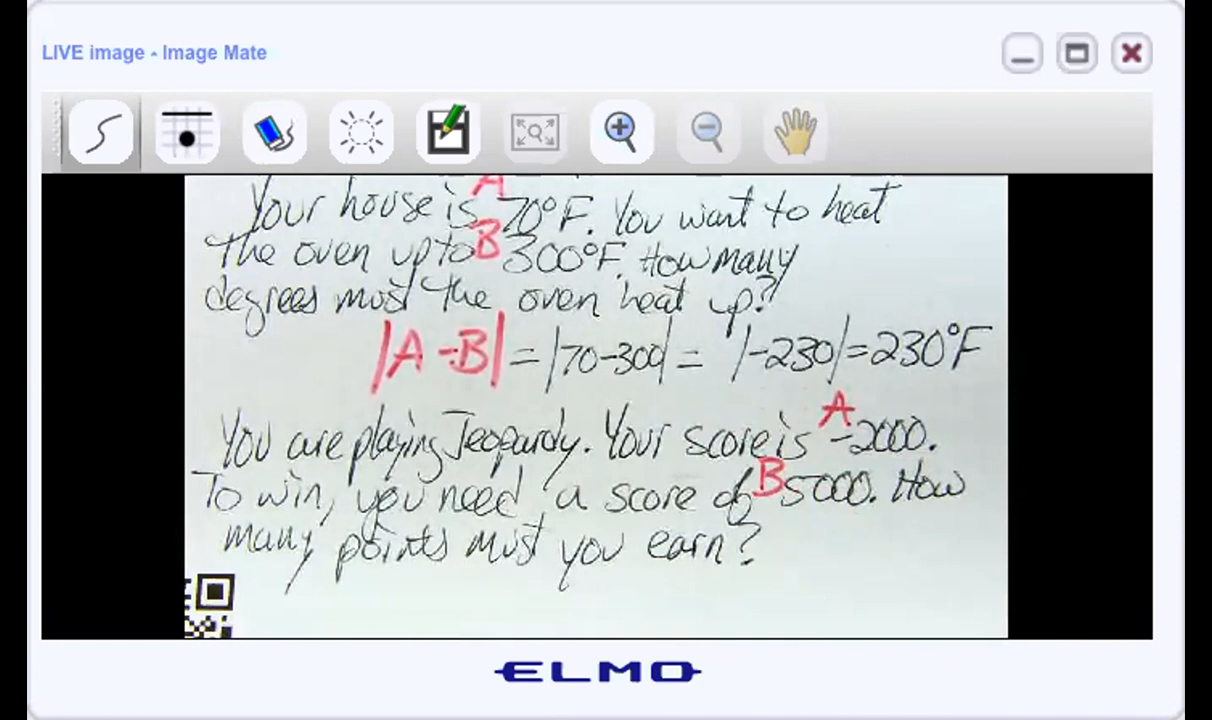 LIVE image - Image Mate
A
Your house is 70°F. You want to heat
the oven up to B 300°F. How many
degrees must the oven heat up?
|A-B| = |70-300| = |-230| = 230°F
A
You are playing Jeopardy. Your score is -2000.
To win, you need a score of B 5000. How
many points must you earn?
ELMO